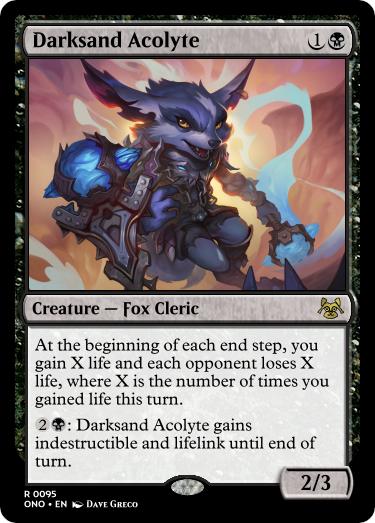 Darksand Acolyte 1
Creature — Fox Cleric
At the beginning of each end step, you
gain X life and each opponent loses X
life, where X is the number of times you
gained life this turn.
2 : Darksand Acolyte gains
indestructible and lifelink until end of
turn.
2/3
R 0095
ONO • EN Dave Greco